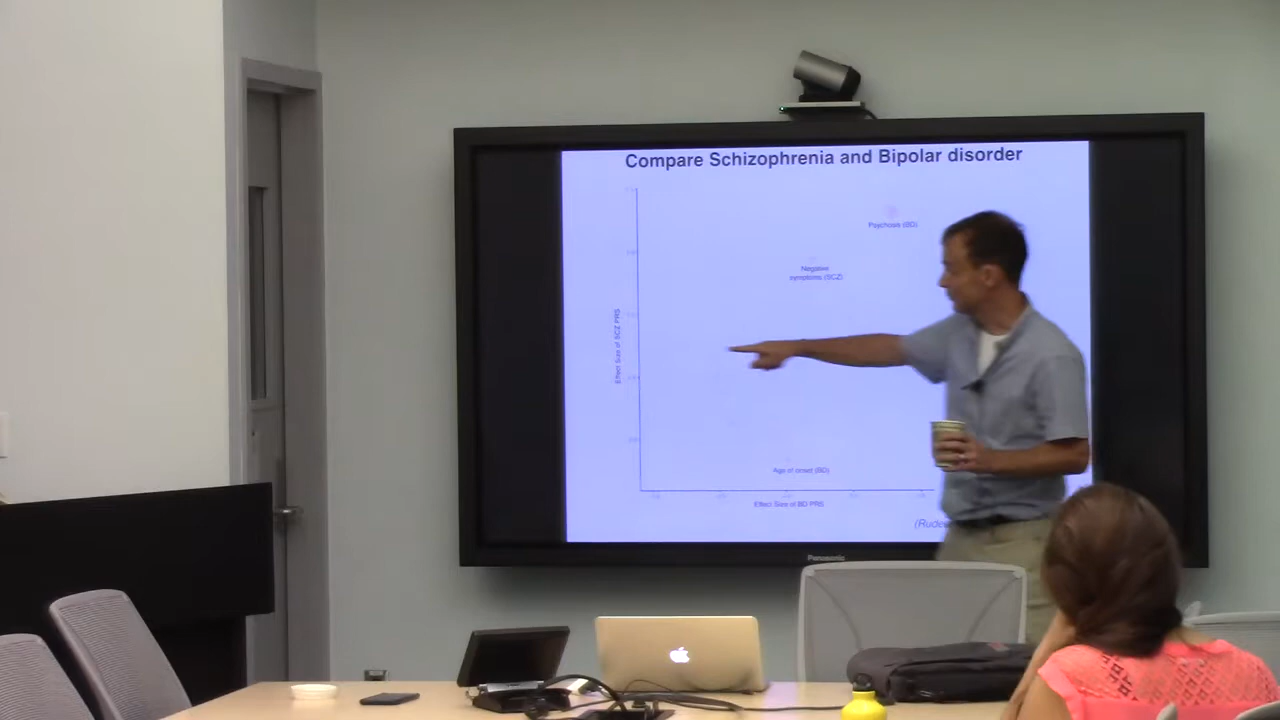 Compare Schizophrenia and Bipolar disorder
Psychosis (BD)
Negative
symptoms (SCZ)
Effect Size of SCZ PRS
Age of onset (BD)
Effect Size of BD PRS
Panasonic